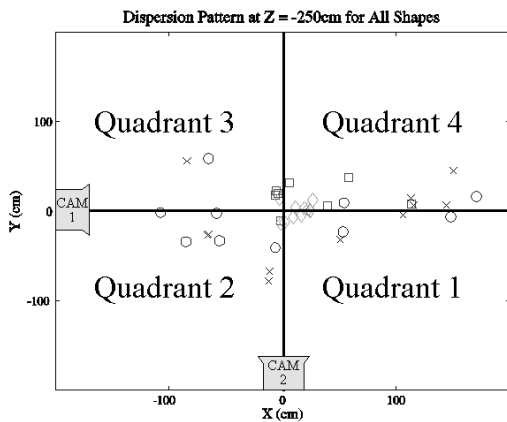 Dispersion Pattern at Z = -250cm for All Shapes
Quadrant 3 Quadrant 4
100
CAM
1
0
Y (cm)
Quadrant 2 Quadrant 1
-100
CAM
2
-100 0 100
X (cm)